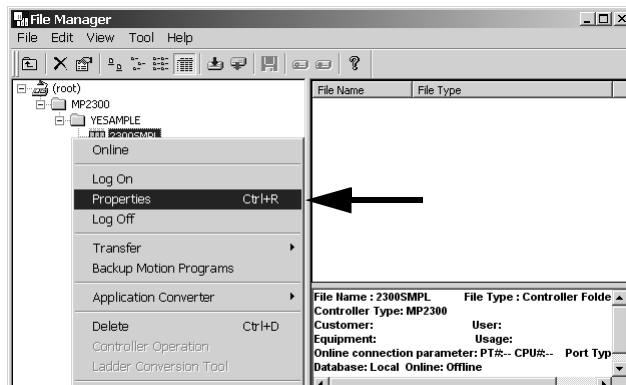 File Manager
File Edit View Tool Help
(root)
MP2300
YESAMPLE
2300SMPL
File Name File Type
Online
Log On
Properties Ctrl+R
Log Off
Transfer
Backup Motion Programs
Application Converter
Delete Ctrl+D
Controller Operation
Ladder Conversion Tool
File Name : 2300SMPL File Type : Controller Folde
Controller Type: MP2300
Customer: User:
Equipment: Usage:
Online connection parameter: PT#:-- CPU#:-- Port Typ
Database: Local Online: Offline